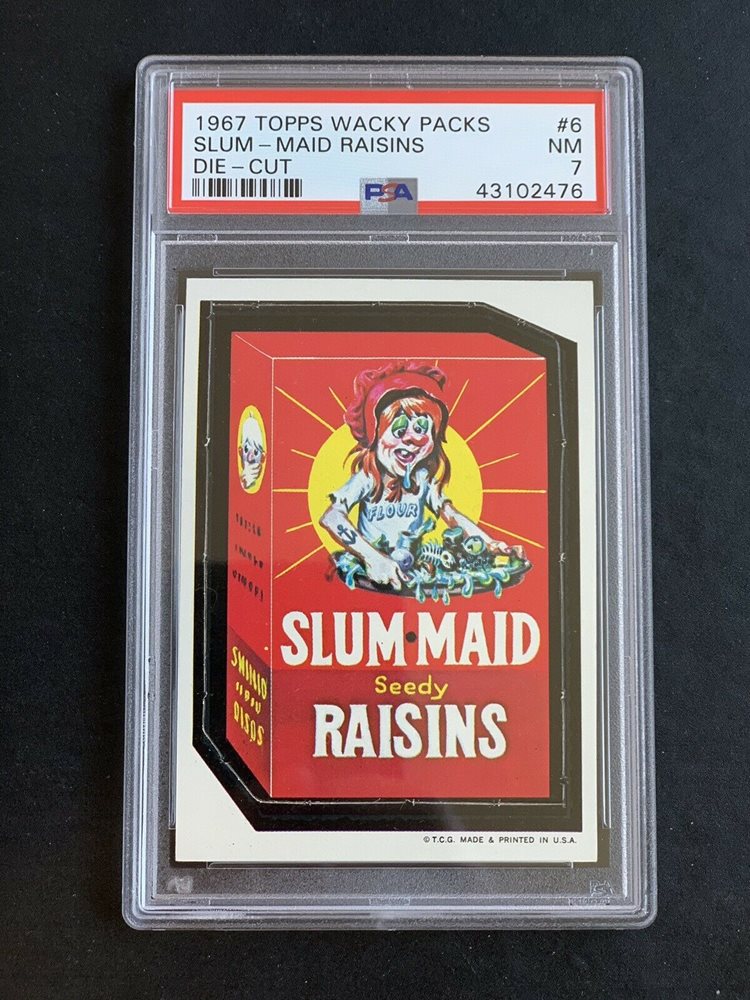 1967 TOPPS WACKY PACKS #6
SLUM-MAID RAISINS NM
DIE-CUT 7
PSA 43102476
FLOUR
SLUM·MAID
Seedy
RAISINS
© T.C.G. MADE & PRINTED IN U.S.A.